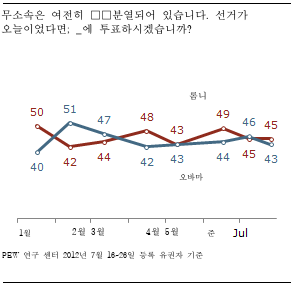 무소속은 여전히 □□분열되어 있습니다. 선거가
오늘이었다면; _에 투표하시겠습니까?
롬니
50 51 47 48 43 49 46 45
40 42 44 42 43 44 45 43
오바마
1월 2월 3월 4월 5월 준 Jul
PEW 연구 센터 2012년 7월 16-26일 등록 유권자 기준